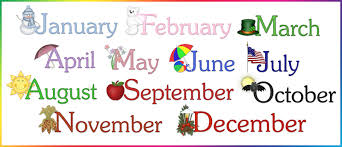 January February March
April May June July
August September October
November December